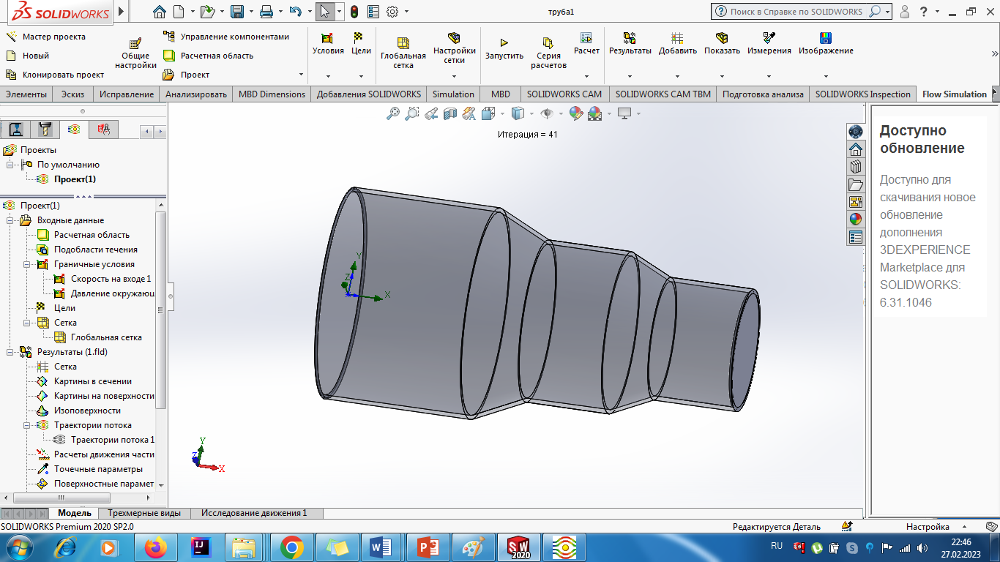 SOLIDWORKS
труба1
Поиск в Справке по SOLIDWORKS
?
Мастер проекта
Новый
Клонировать проект
Общие настройки
Управление компонентами
Расчетная область
Проект
Условия
Цели
Глобальная сетка
Настройки сетки
Запустить
Серия расчетов
Расчет
Результаты
Добавить
Показать
Измерения
Изображение
Элементы
Эскиз
Исправление
Анализировать
MBD Dimensions
Добавления SOLIDWORKS
Simulation
MBD
SOLIDWORKS CAM
SOLIDWORKS CAM TBM
Подготовка анализа
SOLIDWORKS Inspection
Flow Simulation
Проекты
По умолчанию
Проект(1)
Проект(1)
Входные данные
Расчетная область
Подобласти течения
Граничные условия
Скорость на входе 1
Давление окружающ
Цели
Сетка
Глобальная сетка
Результаты (1.fld)
Сетка
Картины в сечении
Картины на поверхности
Изоповерхности
Траектории потока
Траектории потока 1
Расчеты движения части
Точечные параметры
Поверхностные парамет
Итерация = 41
Y
Z
X
Y
Z
X
Доступно
обновление
Доступно для
скачивания новое
обновление
дополнения
3DEXPERIENCE
Marketplace для
SOLIDWORKS:
6.31.1046
Модель
Трехмерные виды
Исследование движения 1
SOLIDWORKS Premium 2020 SP2.0
Редактируется Деталь
Настройка
RU
22:46
27.02.2023